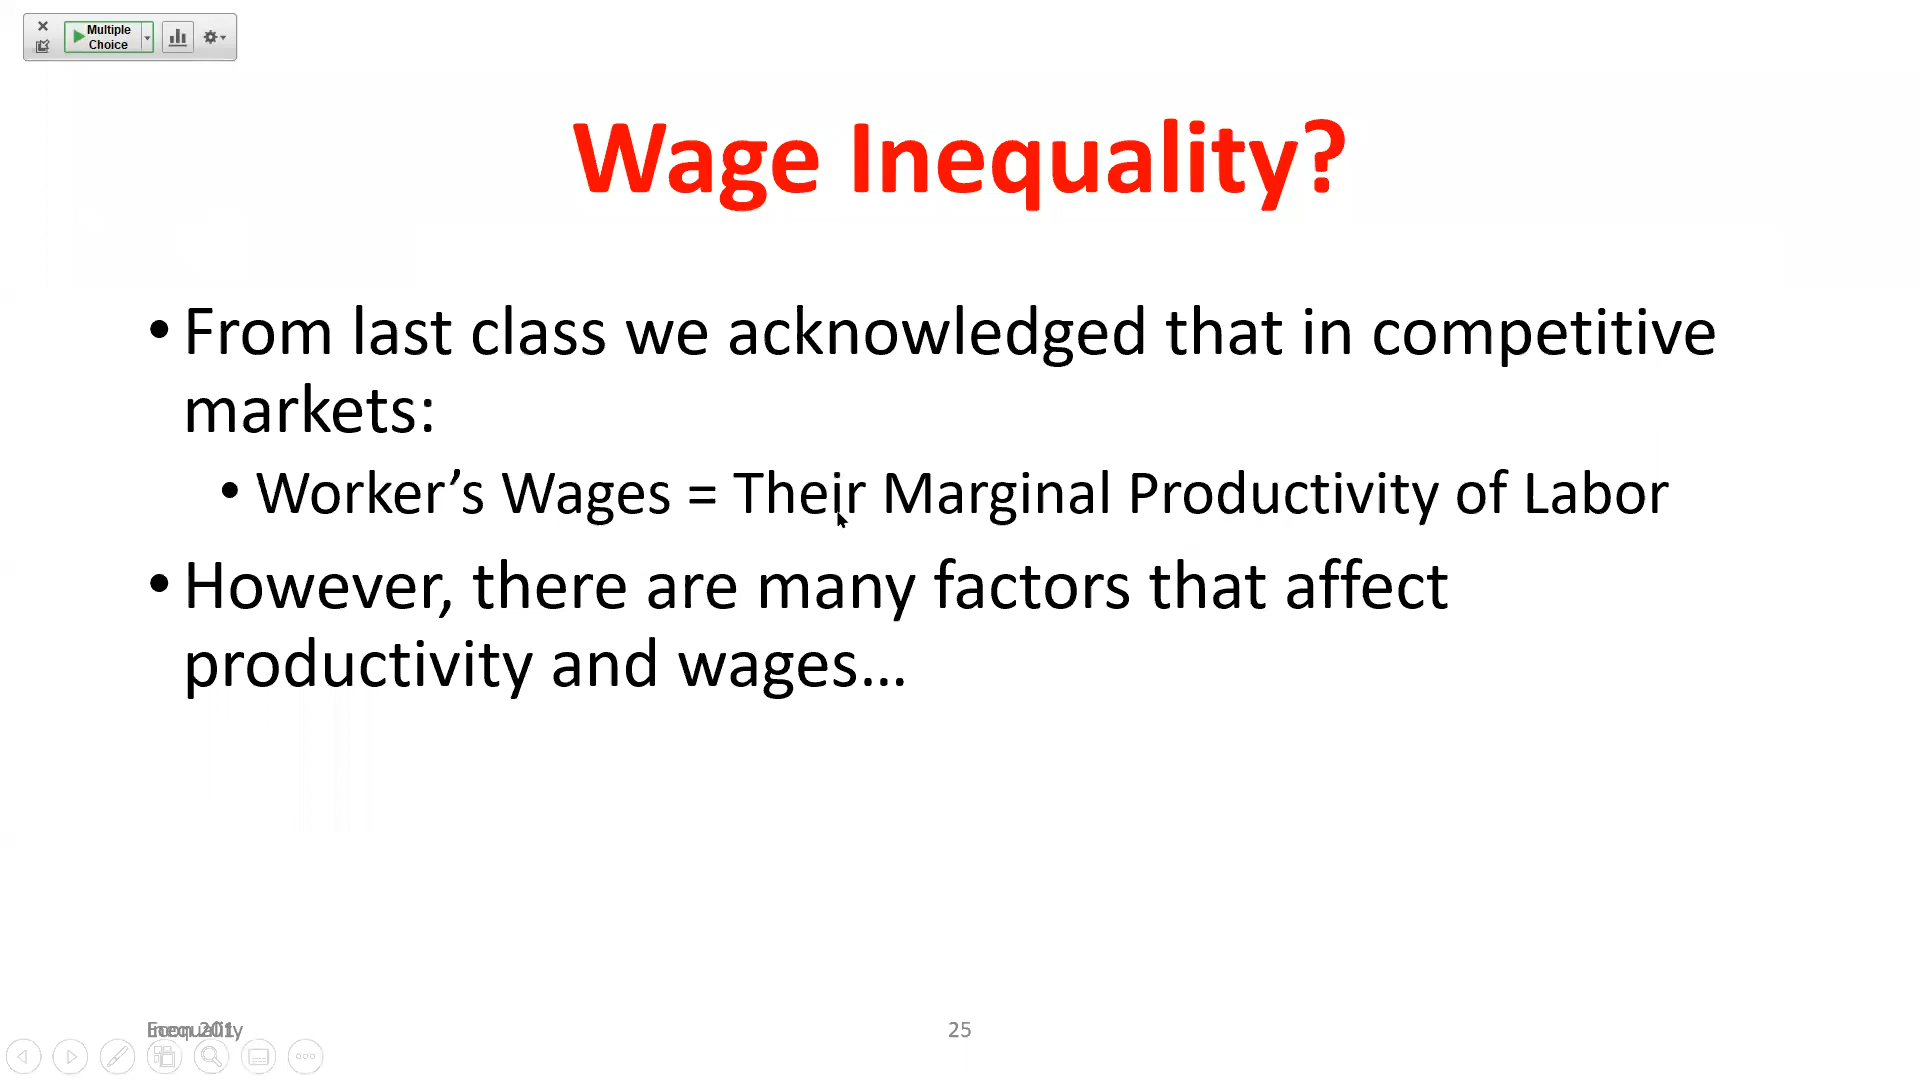 Multiple
Choice
Wage Inequality?
• From last class we acknowledged that in competitive
markets:
• Worker’s Wages = Their Marginal Productivity of Labor
• However, there are many factors that affect
productivity and wages…
Econ 201
Inequality
25